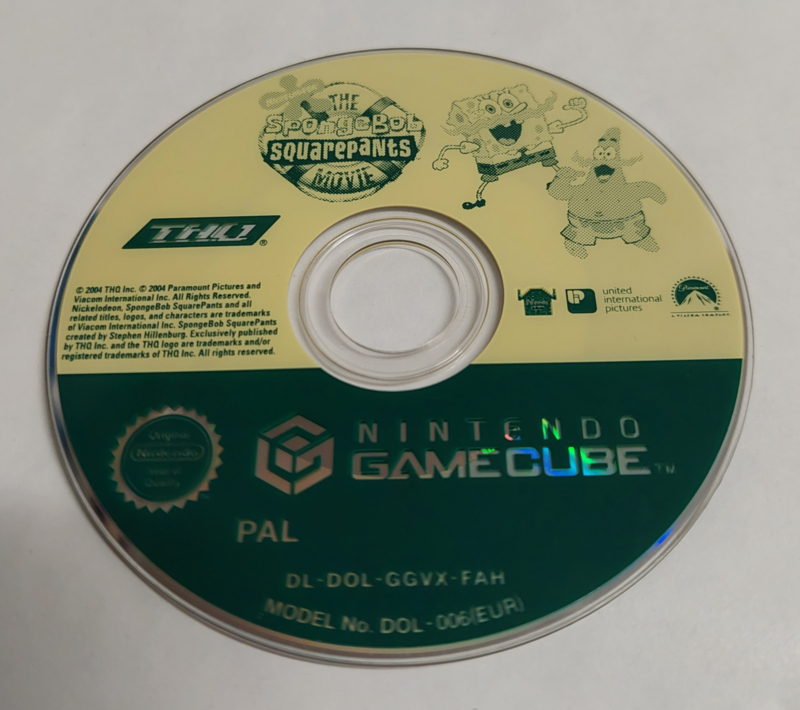 THE
SpongeBob
SQUAREPANTS
MOVIE
THQ®
© 2004 THQ Inc. © 2004 Paramount Pictures and
Viacom International Inc. All Rights Reserved.
Nickelodeon, SpongeBob SquarePants and all
related titles, logos, and characters are trademarks
of Viacom International Inc. SpongeBob SquarePants
created by Stephen Hillenburg. Exclusively published
by THQ Inc. and the THQ logo are trademarks and/or
registered trademarks of THQ Inc. All rights reserved.
united
international
pictures
Paramount
Original
Nintendo
Seal of
Quality
NINTENDO
GAMECUBE™
PAL
DL-DOL-GGVX-FAH
MODEL No. DOL-006(EUR)